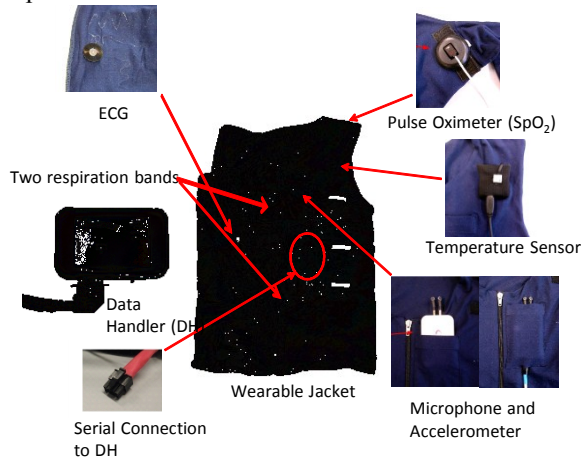 ECG
Pulse Oximeter (SpO₂)
Two respiration bands
Temperature Sensor
Data
Handler (DH
Wearable Jacket
Microphone and
Accelerometer
Serial Connection
to DH